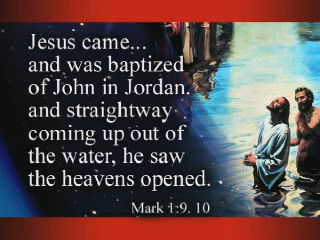 Jesus came...
and was baptized
of John in Jordan.
and straightway
coming up out of
the water, he saw
the heavens opened.
Mark 1:9. 10